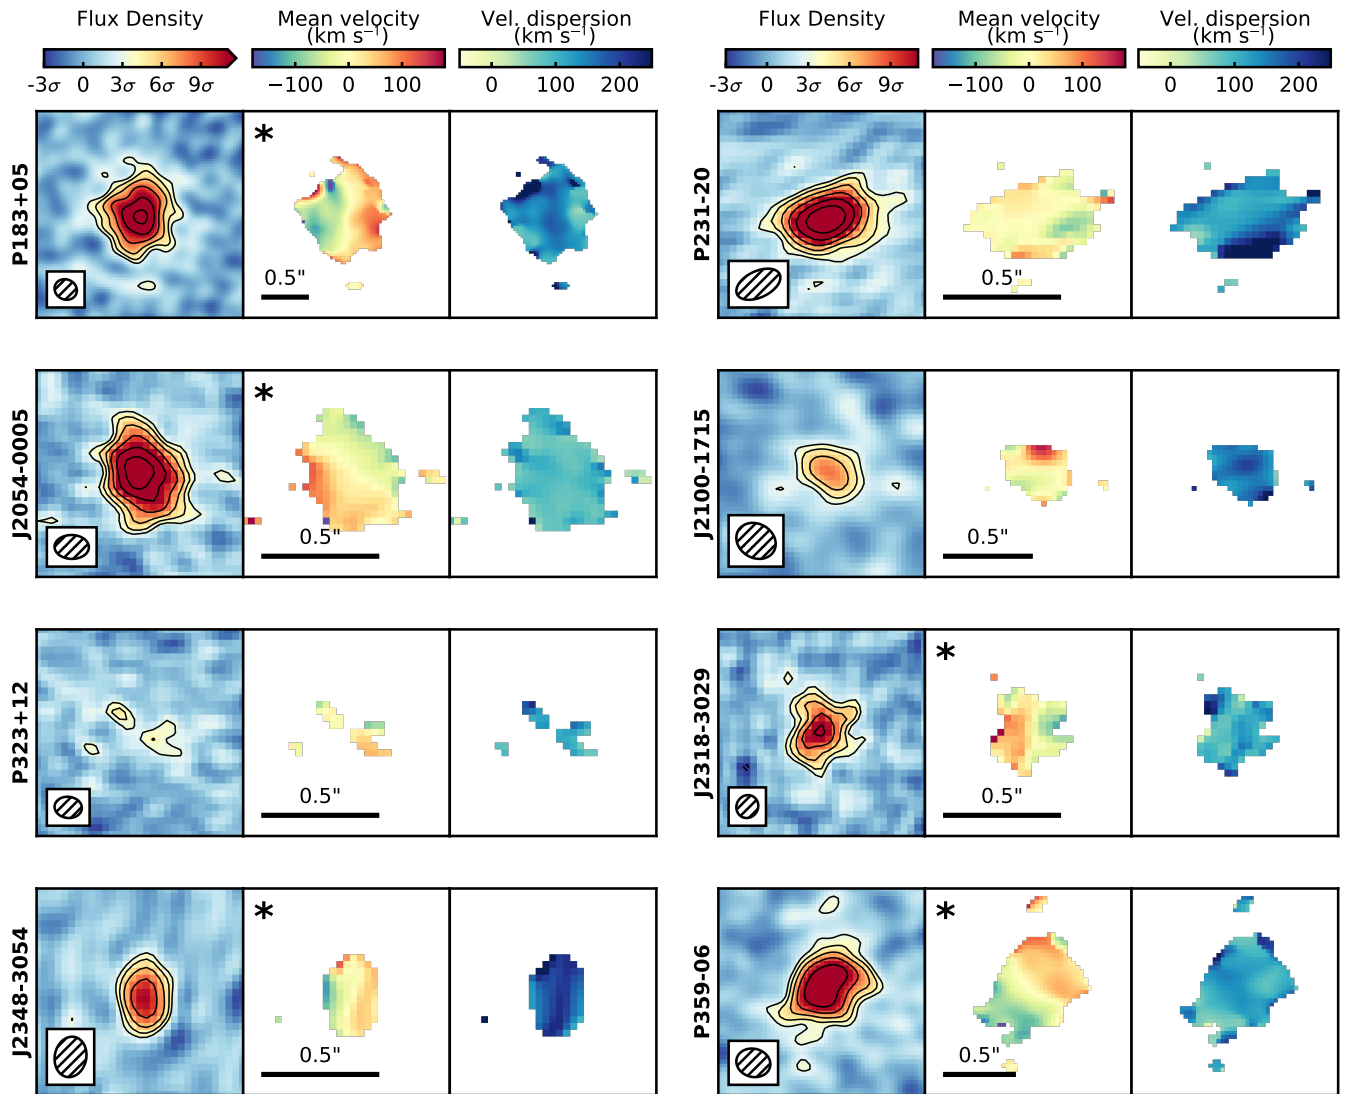 Flux Density Mean velocity (km s⁻¹) Vel. dispersion (km s⁻¹) Flux Density Mean velocity (km s⁻¹) Vel. dispersion (km s⁻¹)
-3σ 0 3σ 6σ 9σ −100 0 100 0 100 200 -3σ 0 3σ 6σ 9σ −100 0 100 0 100 200
P183+05
*
0.5"
P231-20
0.5"
J2054-0005
*
0.5"
J2100-1715
0.5"
P323+12
0.5"
J2318-3029
*
0.5"
J2348-3054
*
0.5"
P359-06
*
0.5"